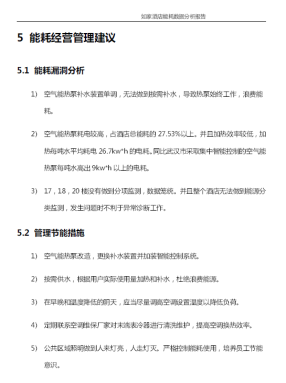 如家酒店能耗数据分析报告
5 能耗经营管理建议
5.1 能耗漏洞分析
1) 空气能热泵补水装置单调，无法做到按需补水，导致热泵始终工作，浪费能
耗。
2) 空气能热泵耗电较高，占酒店总能耗的 27.53%以上。并且加热效率较低，加
热每吨水平均耗电 26.7kw*h 的电耗。同比武汉市采取集中智能控制的空气能
热泵每吨水高出 9kw*h 以上的电耗。
3) 17，18，20 楼没有做到分项监测，数据笼统。并且整个酒店无法做到能源分
类监测，发生问题时不利于异常诊断工作。
5.2 管理节能措施
1) 空气能热泵改造，更换补水装置并加装智能控制系统。
2) 按需供水，根据用户实际使用量加热和补水，杜绝浪费能源。
3) 在早晚和温度降低的阴天，应当尽量调高空调设置温度以降低负荷。
4) 定期联系空调维保厂家对末端表冷器进行清洗维护，提高空调换热效率。
5) 公共区域照明做到人来灯亮，人走灯灭。严格控制能耗使用，培养员工节能
意识。